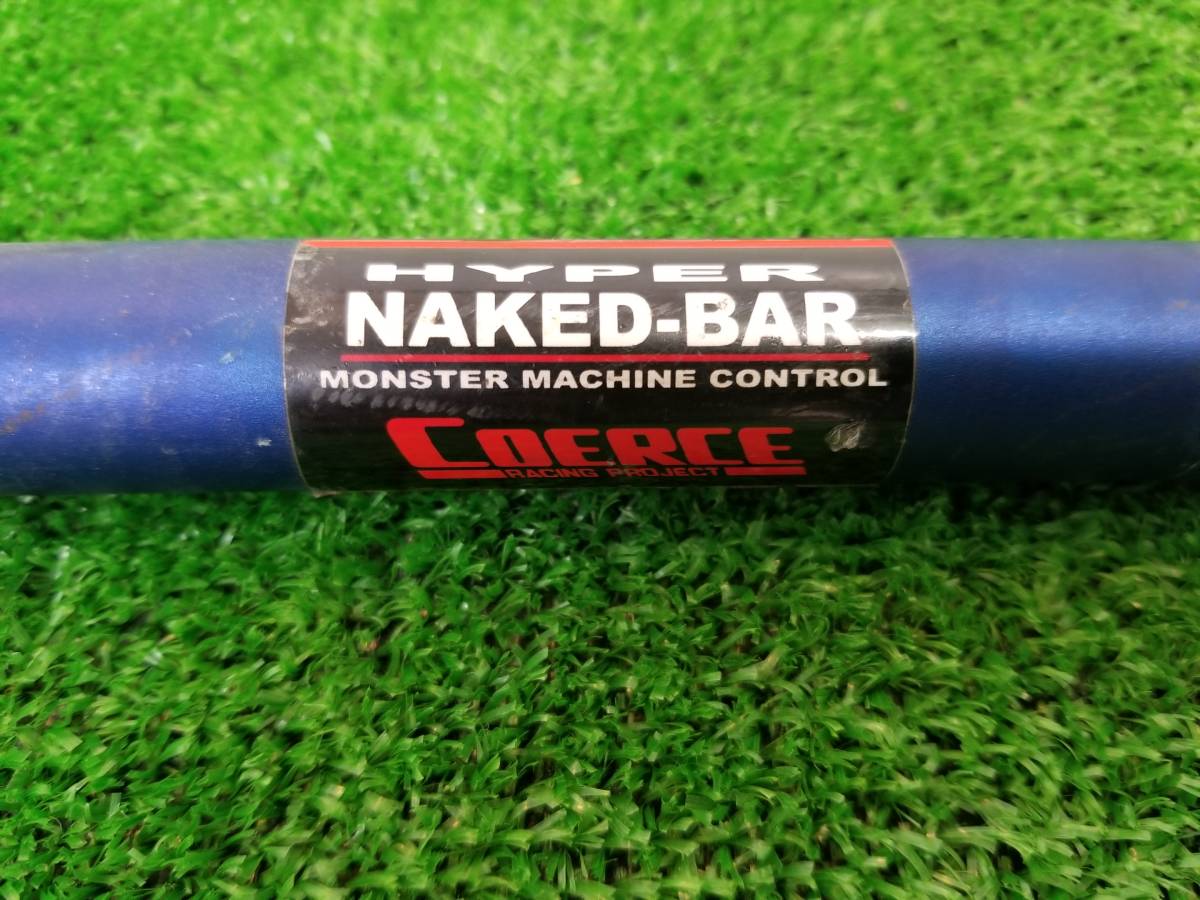 HYPER
NAKED-BAR
MONSTER MACHINE CONTROL
COERCE
RACING PROJECT